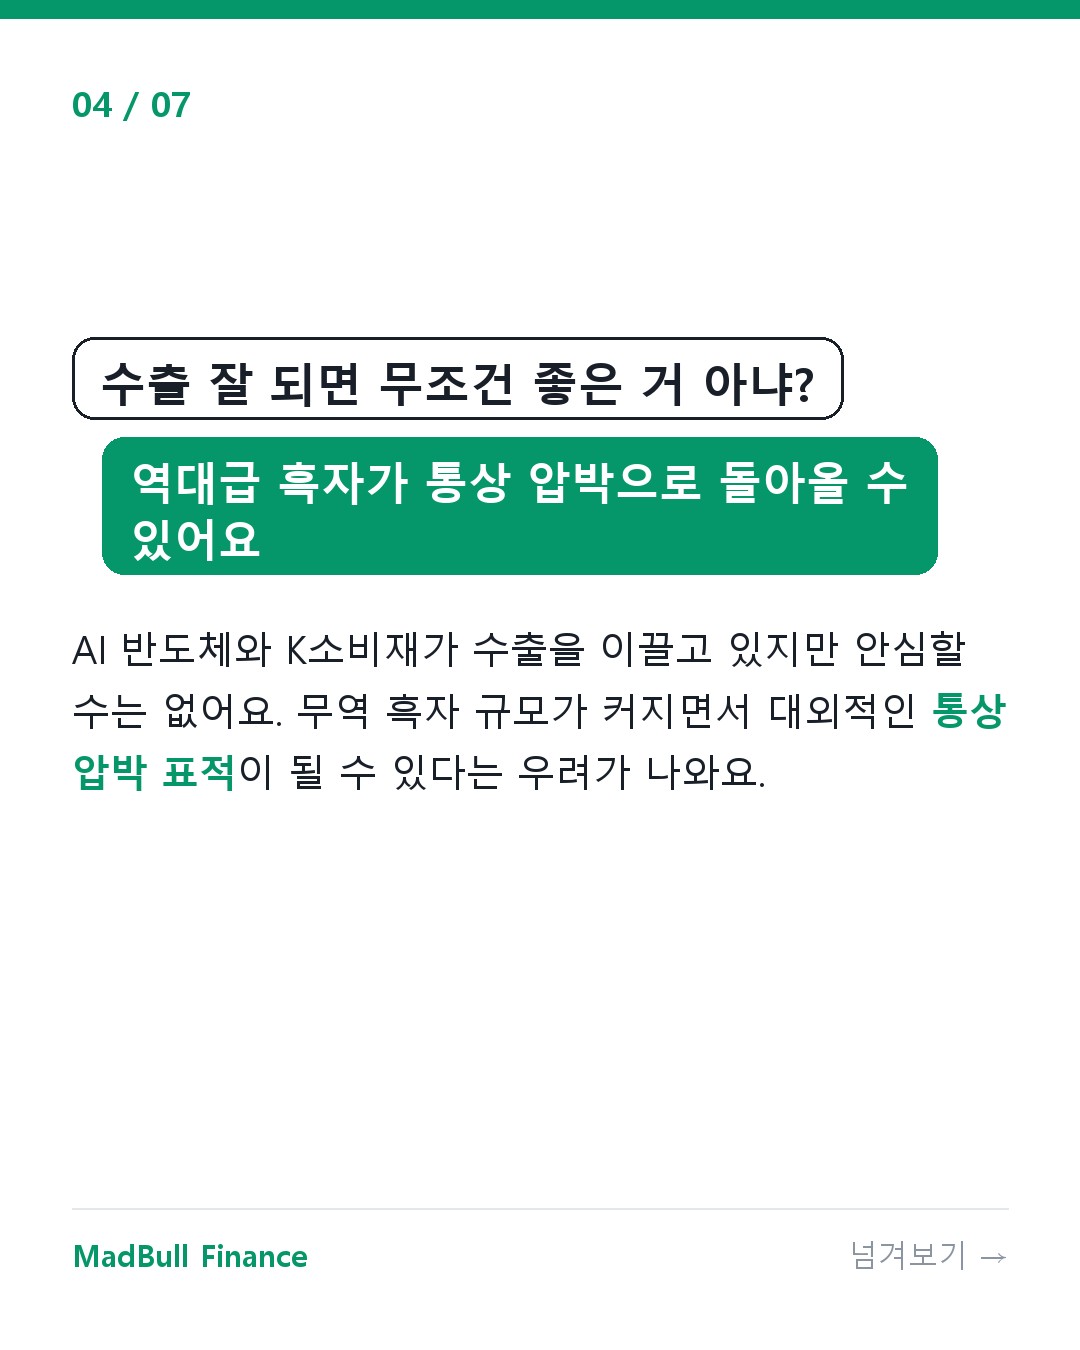 04 / 07
수출 잘 되면 무조건 좋은 거 아냐?
역대급 흑자가 통상 압박으로 돌아올 수
있어요
AI 반도체와 K소비재가 수출을 이끌고 있지만 안심할
수는 없어요. 무역 흑자 규모가 커지면서 대외적인 통상
압박 표적이 될 수 있다는 우려가 나와요.
MadBull Finance
넘겨보기 →